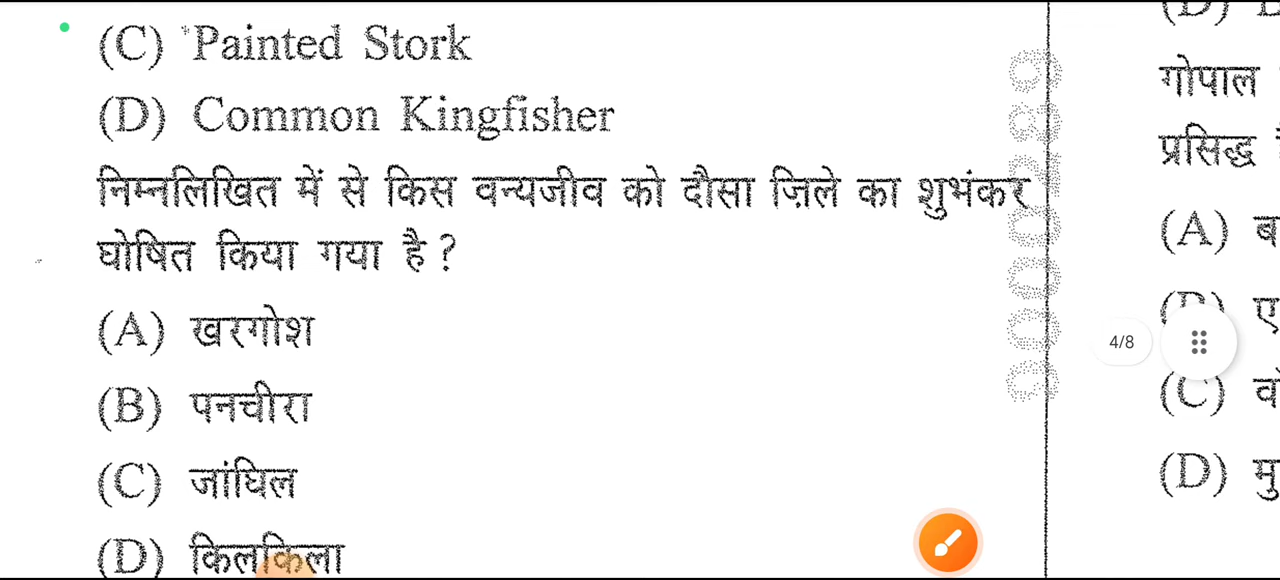 (C) Painted Stork
(D) Common Kingfisher
निम्नलिखित में से किस वन्यजीव को दौसा ज़िले का शुभंकर
घोषित किया गया है ?
(A) खरगोश
(B) पनचीरा
(C) जांघिल
(D) किलकिला
गोपाल
प्रसिद्ध
(A)
4/8
(C)
(D)